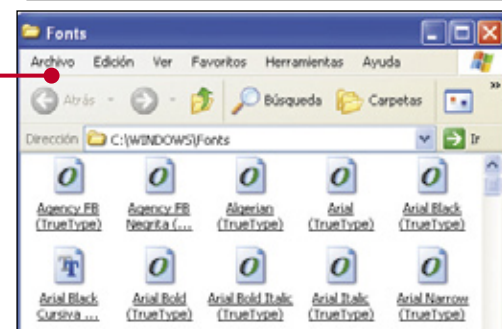 Fonts
Archivo Edición Ver Favoritos Herramientas Ayuda
Atrás Búsqueda Carpetas »
Dirección C:\WINDOWS\Fonts Ir
Agency FB Agency FB Algerian Arial Arial Black
(TrueType) Negrita (... (TrueType) (TrueType) (TrueType)
Arial Black Arial Bold Arial Bold Italic Arial Italic Arial Narrow
Cursiva ... (TrueType) (TrueType) (TrueType) (TrueType)